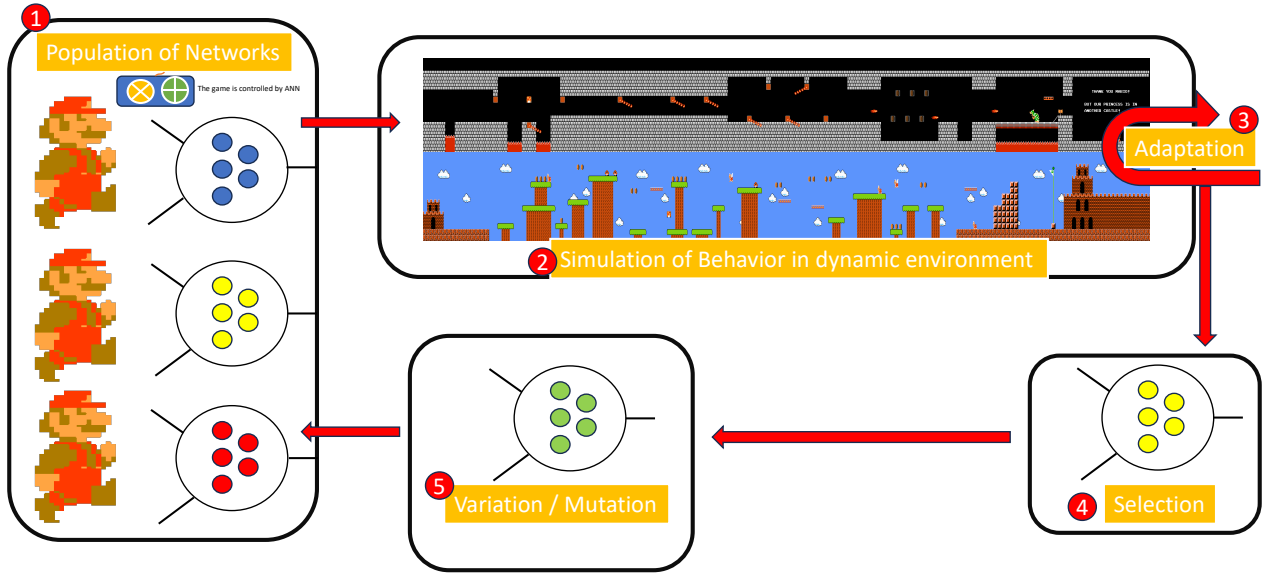 1
Population of Networks
The game is controlled by ANN
THANK YOU MARIO!
BUT OUR PRINCESS IS IN
ANOTHER CASTLE!
3
Adaptation
2
Simulation of Behavior in dynamic environment
5
Variation / Mutation
4
Selection